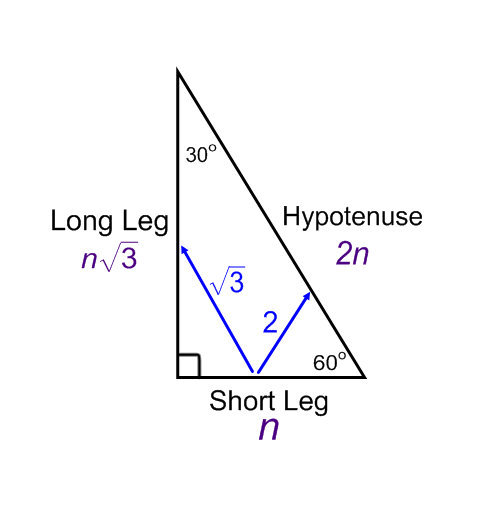 30°
Long Leg
n√3
Hypotenuse
2n
√3
2
60°
Short Leg
n